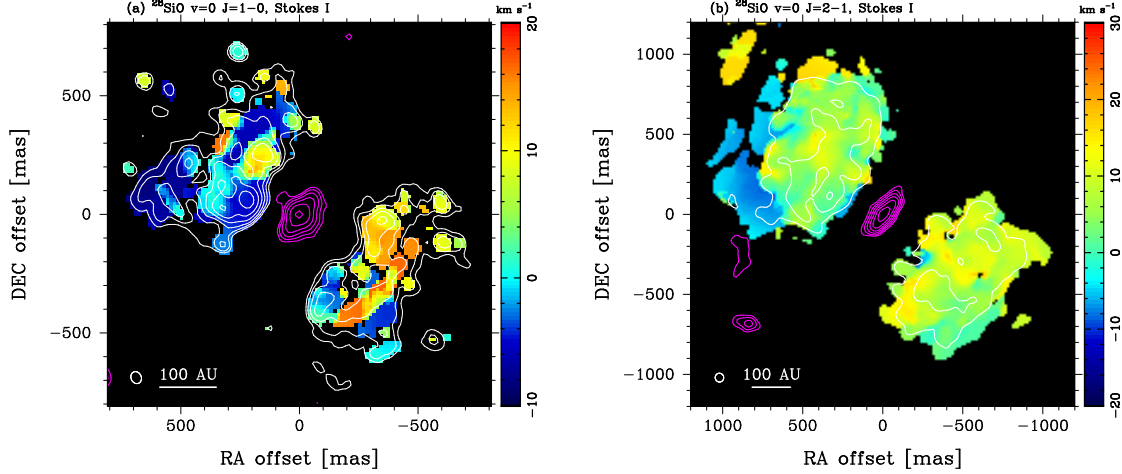 (a) ²⁸SiO v=0 J=1−0, Stokes I
km s⁻¹
20
10
0
−10
500
0
−500
DEC offset [mas]
100 AU
500
0
−500
RA offset [mas]
(b) ²⁸SiO v=0 J=2−1, Stokes I
km s⁻¹
30
20
10
0
−10
−20
1000
500
0
−500
−1000
DEC offset [mas]
100 AU
1000
500
0
−500
−1000
RA offset [mas]